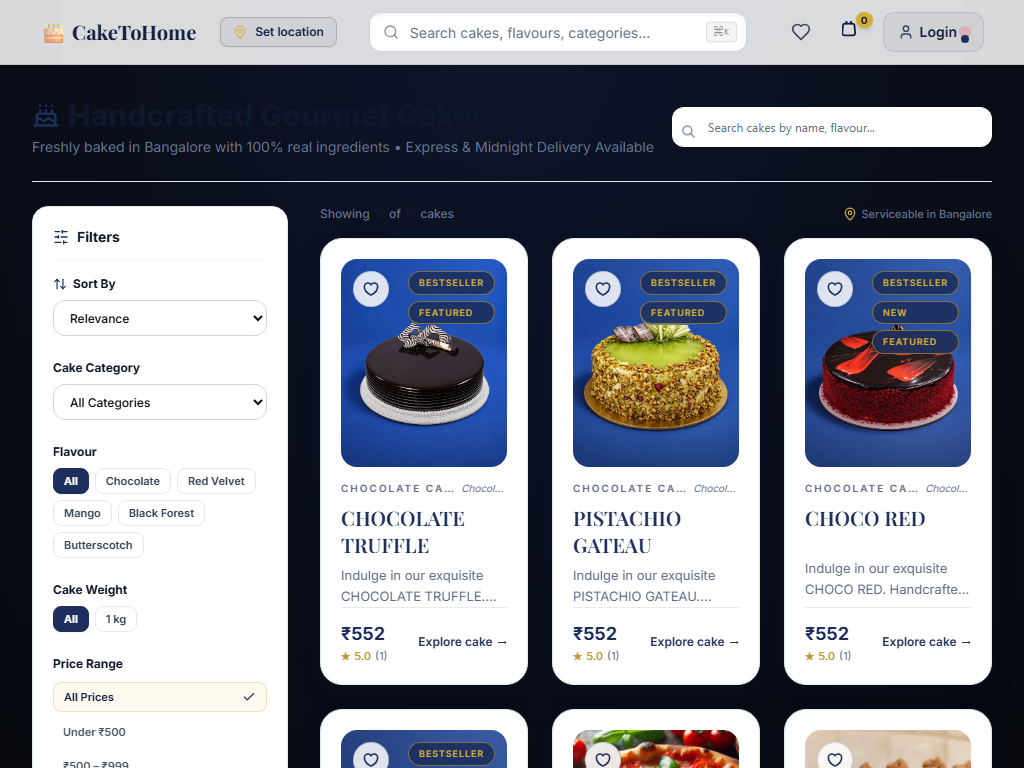 CakeToHome
Set location
Search cakes, flavours, categories...
⌘K
0
Login
Handcrafted Gourmet Cakes
Freshly baked in Bangalore with 100% real ingredients • Express & Midnight Delivery Available
Search cakes by name, flavour...
Filters
Sort By
Relevance
Cake Category
All Categories
Flavour
All
Chocolate
Red Velvet
Mango
Black Forest
Butterscotch
Cake Weight
All
1 kg
Price Range
All Prices
Under ₹500
₹500 – ₹999
Showing of cakes
Serviceable in Bangalore
BESTSELLER
FEATURED
CHOCOLATE CA... Chocol...
CHOCOLATE
TRUFFLE
Indulge in our exquisite
CHOCOLATE TRUFFLE....
₹552
★ 5.0 (1)
Explore cake →
BESTSELLER
FEATURED
CHOCOLATE CA... Chocol...
PISTACHIO
GATEAU
Indulge in our exquisite
PISTACHIO GATEAU....
₹552
★ 5.0 (1)
Explore cake →
BESTSELLER
NEW
FEATURED
CHOCOLATE CA... Chocol...
CHOCO RED
Indulge in our exquisite
CHOCO RED. Handcrafte...
₹552
★ 5.0 (1)
Explore cake →
BESTSELLER